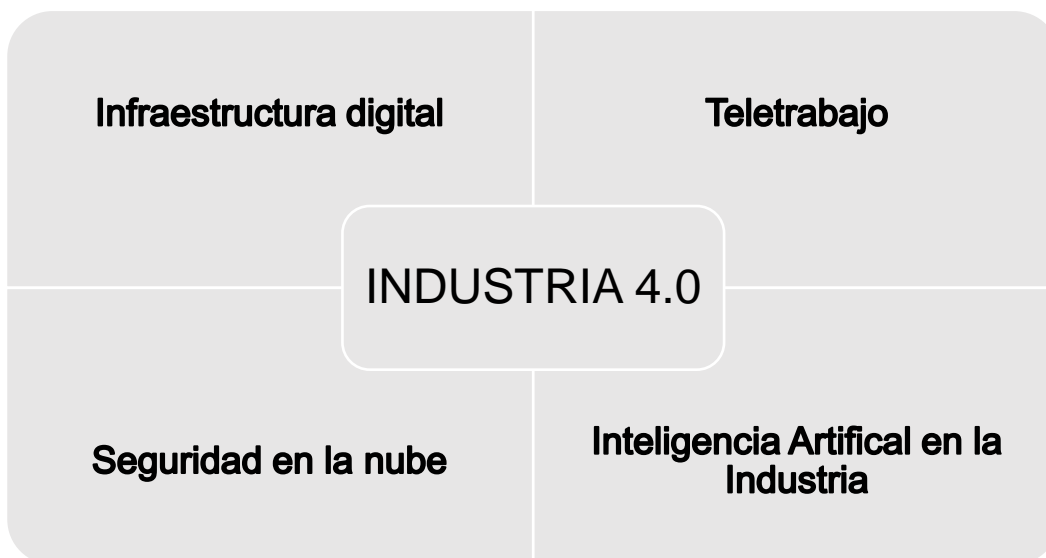 Infraestructura digital
Teletrabajo
INDUSTRIA 4.0
Seguridad en la nube
Inteligencia Artifical en la
Industria